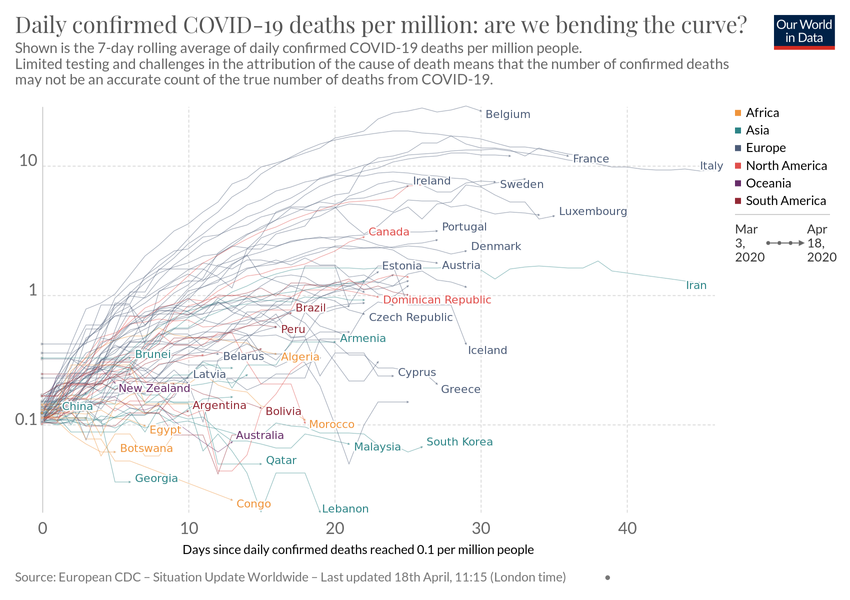 Daily confirmed COVID-19 deaths per million: are we bending the curve?
Our World
in Data
Shown is the 7-day rolling average of daily confirmed COVID-19 deaths per million people.
Limited testing and challenges in the attribution of the cause of death means that the number of confirmed deaths
may not be an accurate count of the true number of deaths from COVID-19.
Africa
Asia
Europe
North America
Oceania
South America
Mar
3,
2020
Apr
18,
2020
10
1
0.1
Belgium
France
Italy
Ireland
Sweden
Luxembourg
Portugal
Canada
Denmark
Estonia
Austria
Iran
Dominican Republic
Brazil
Czech Republic
Peru
Armenia
Iceland
Brunei
Belarus
Algeria
Latvia
Cyprus
New Zealand
Greece
China
Argentina
Bolivia
Morocco
Egypt
Australia
South Korea
Botswana
Malaysia
Qatar
Georgia
Congo
Lebanon
0
10
20
30
40
Days since daily confirmed deaths reached 0.1 per million people
Source: European CDC – Situation Update Worldwide – Last updated 18th April, 11:15 (London time)